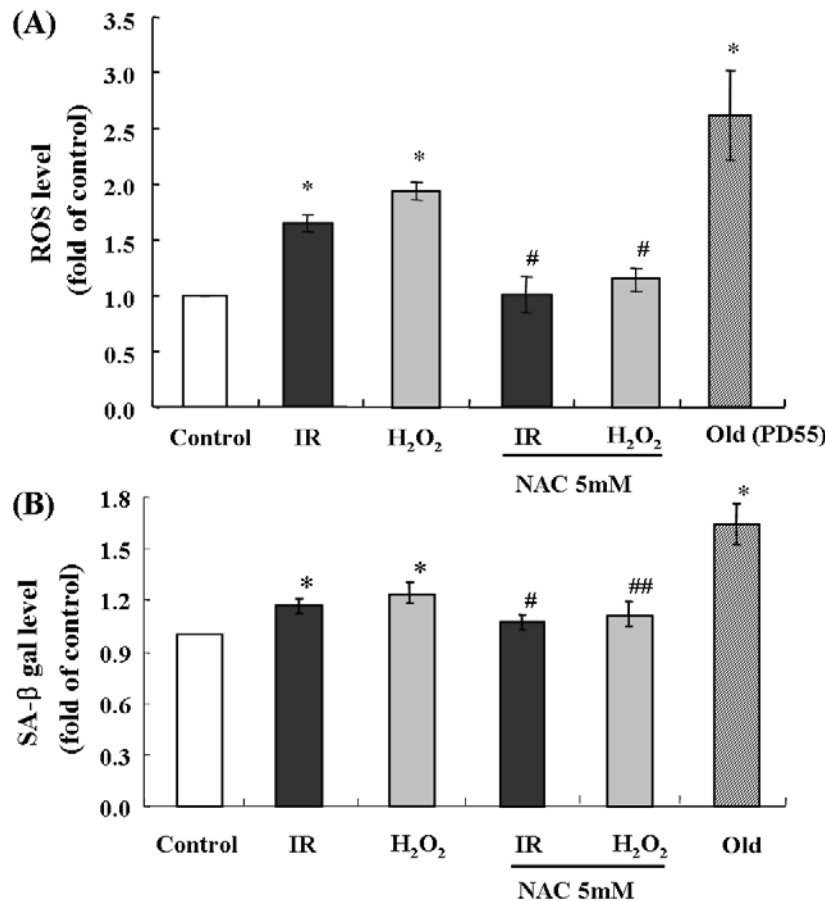 (A)
ROS level
(fold of control)
3.5
3.0
2.5
2.0
1.5
1.0
0.5
0.0
*
*
#
#
*
Control IR H₂O₂ IR H₂O₂ Old (PD55)
NAC 5mM
(B)
SA-β gal level
(fold of control)
1.8
1.5
1.2
0.9
0.6
0.3
0.0
*
*
#
##
*
Control IR H₂O₂ IR H₂O₂ Old
NAC 5mM